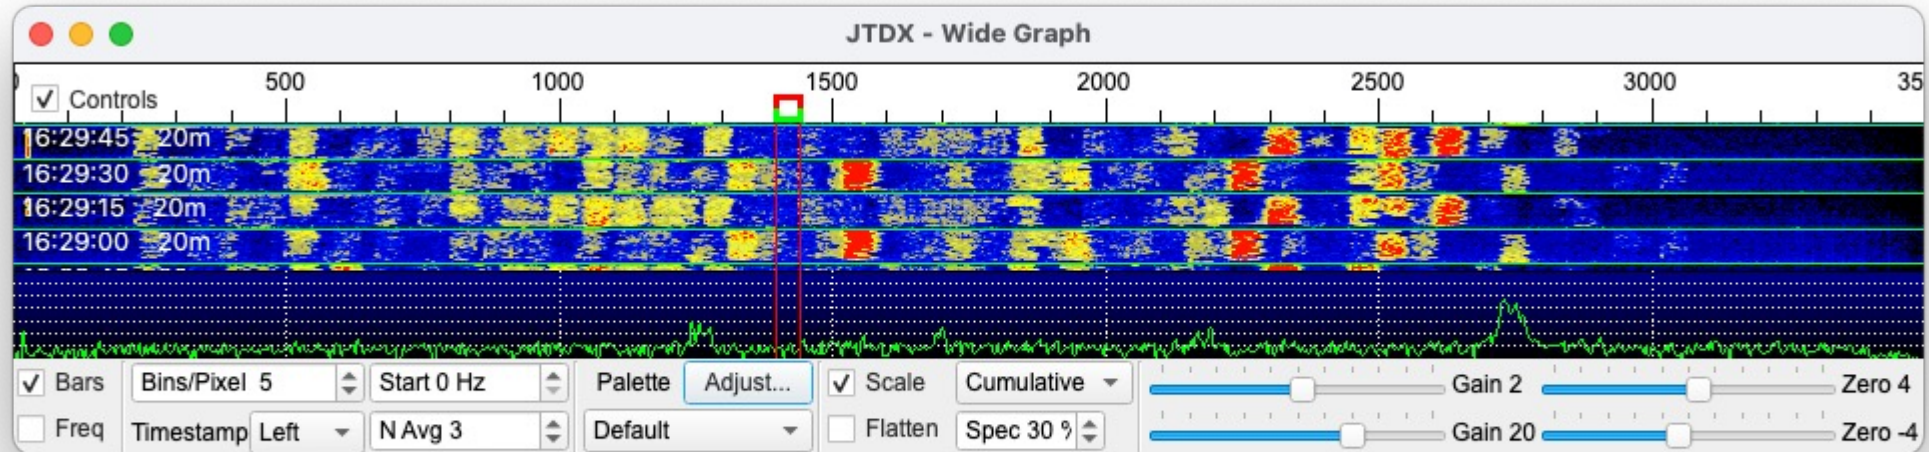 JTDX - Wide Graph
500 1000 1500 2000 2500 3000 35
Controls
16:29:45 20m
16:29:30 20m
16:29:15 20m
16:29:00 20m
Bars Bins/Pixel 5 Start 0 Hz Palette Adjust... Scale Cumulative Gain 2 Zero 4
Freq Timestamp Left N Avg 3 Default Flatten Spec 30 % Gain 20 Zero -4